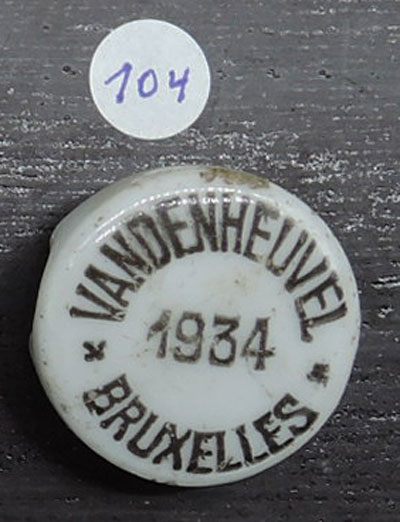 104
VANDENHEUVEL
1934
* BRUXELLES *